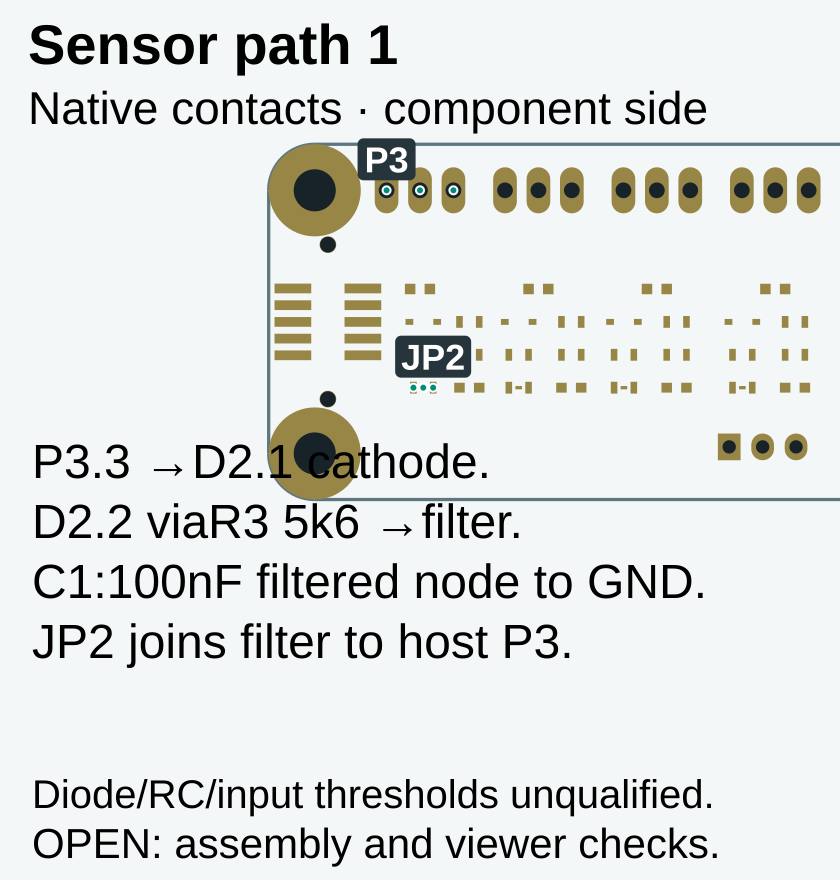 Sensor path 1
Native contacts · component side
P3
JP2
P3.3 →D2.1 cathode.
D2.2 viaR3 5k6 →filter.
C1:100nF filtered node to GND.
JP2 joins filter to host P3.
Diode/RC/input thresholds unqualified.
OPEN: assembly and viewer checks.